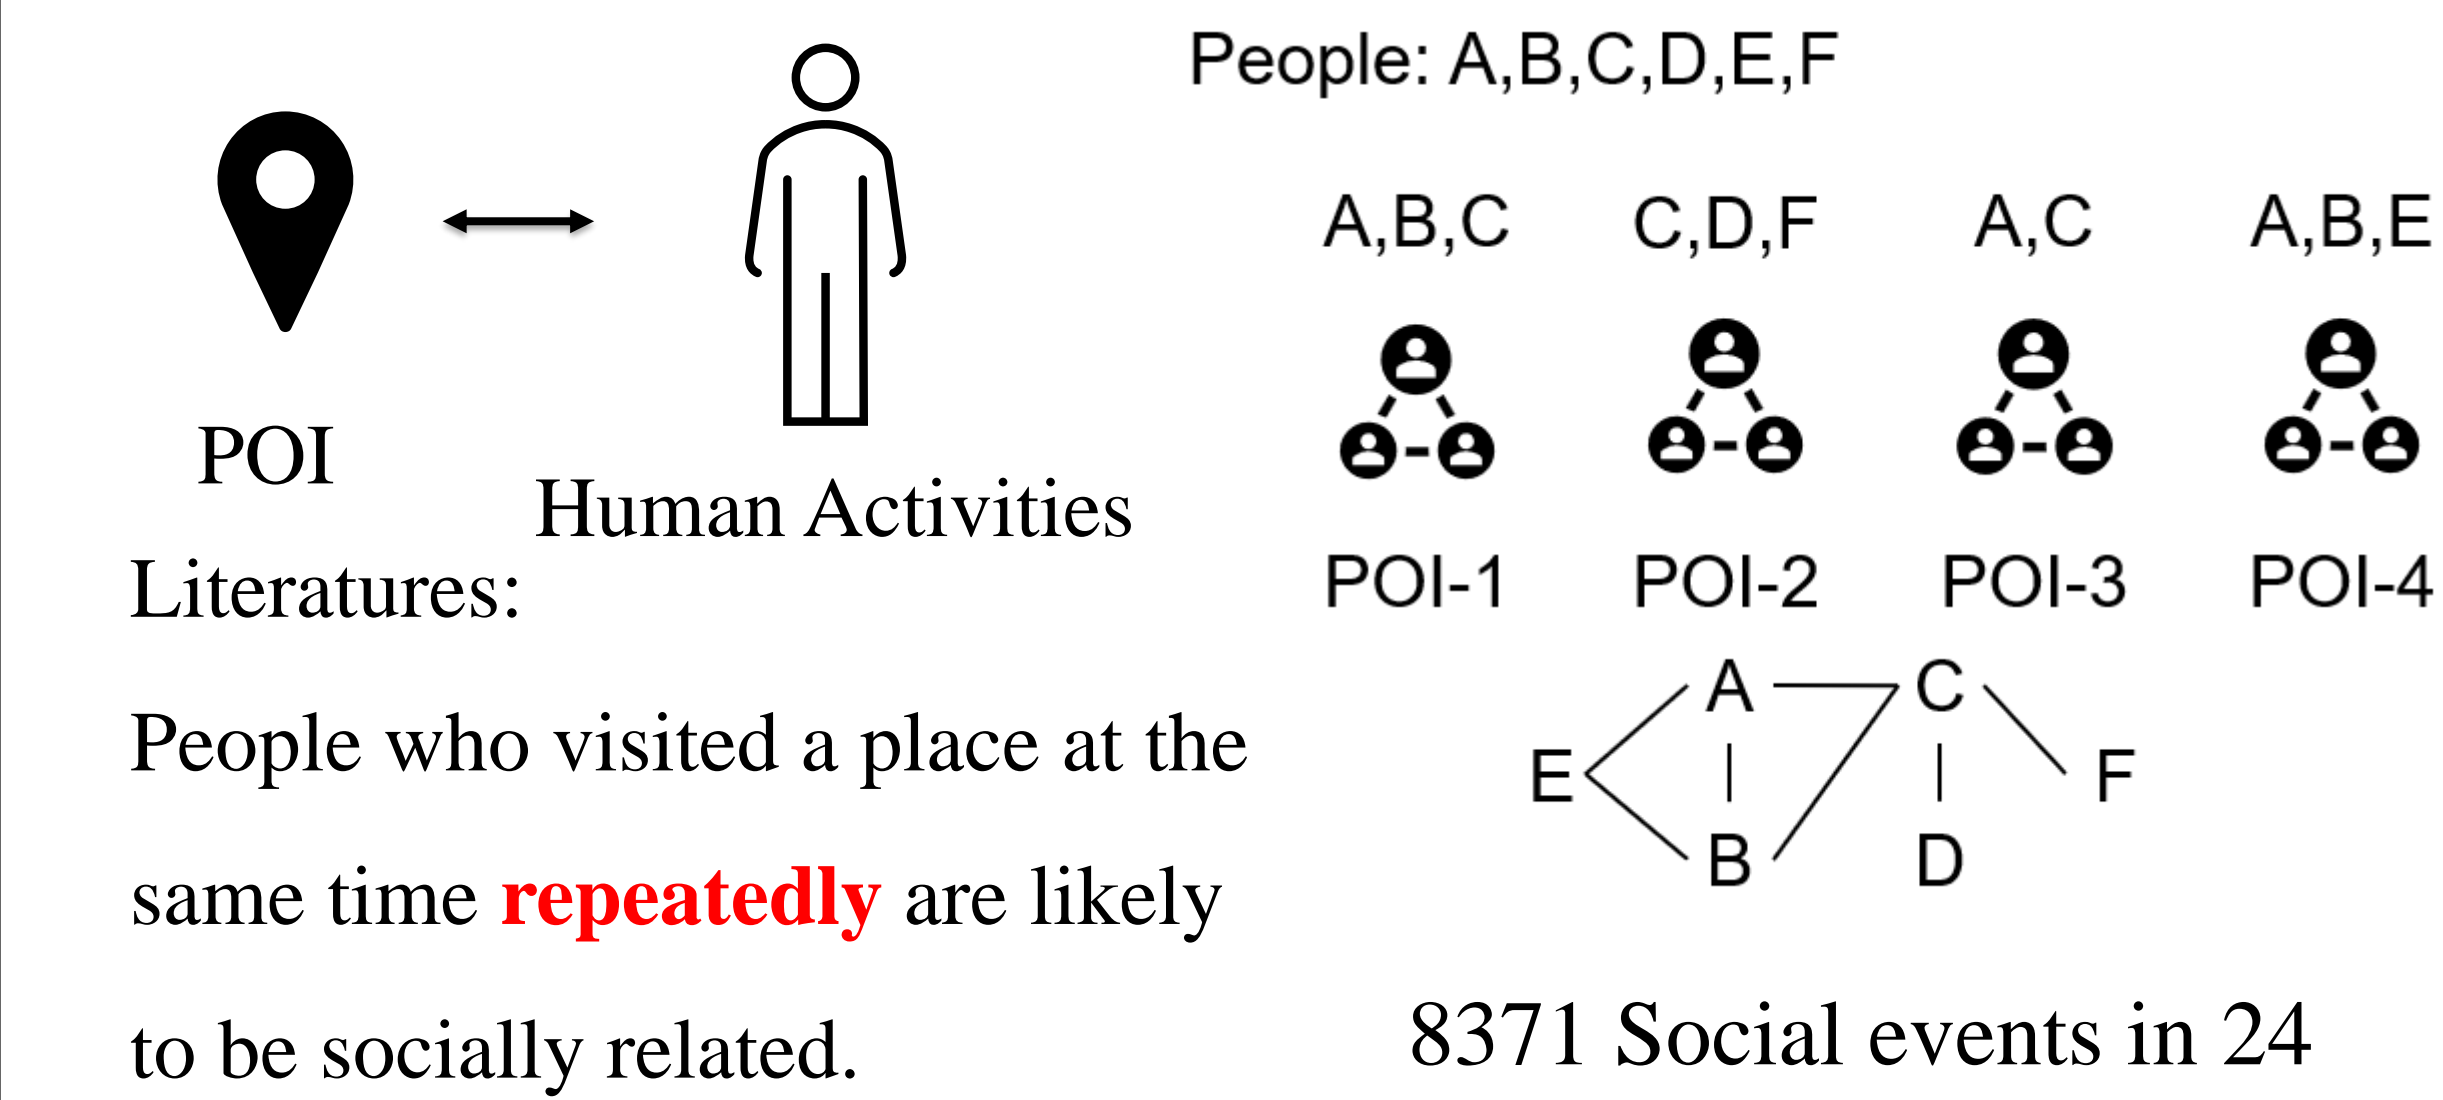 People: A,B,C,D,E,F
A,B,C
C,D,F
A,C
A,B,E
POI
Human Activities
POI-1
POI-2
POI-3
POI-4
Literatures:
People who visited a place at the
same time repeatedly are likely
to be socially related.
A
C
E
F
B
D
8371 Social events in 24